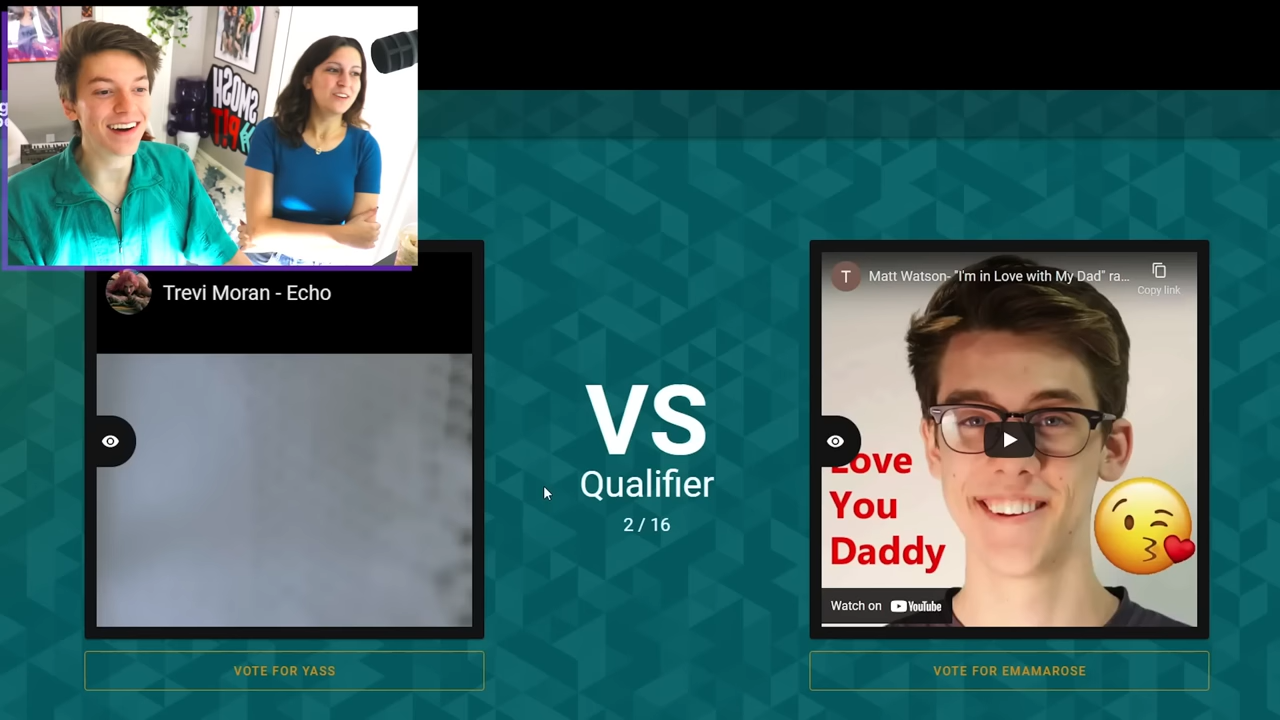 SMOSH
PIT
Trevi Moran - Echo
Matt Watson- "I'm in Love with My Dad" ra...
Copy link
T
VS
Qualifier
2 / 16
Love
You
Daddy
Watch on YouTube
VOTE FOR YASS
VOTE FOR EMAMAROSE